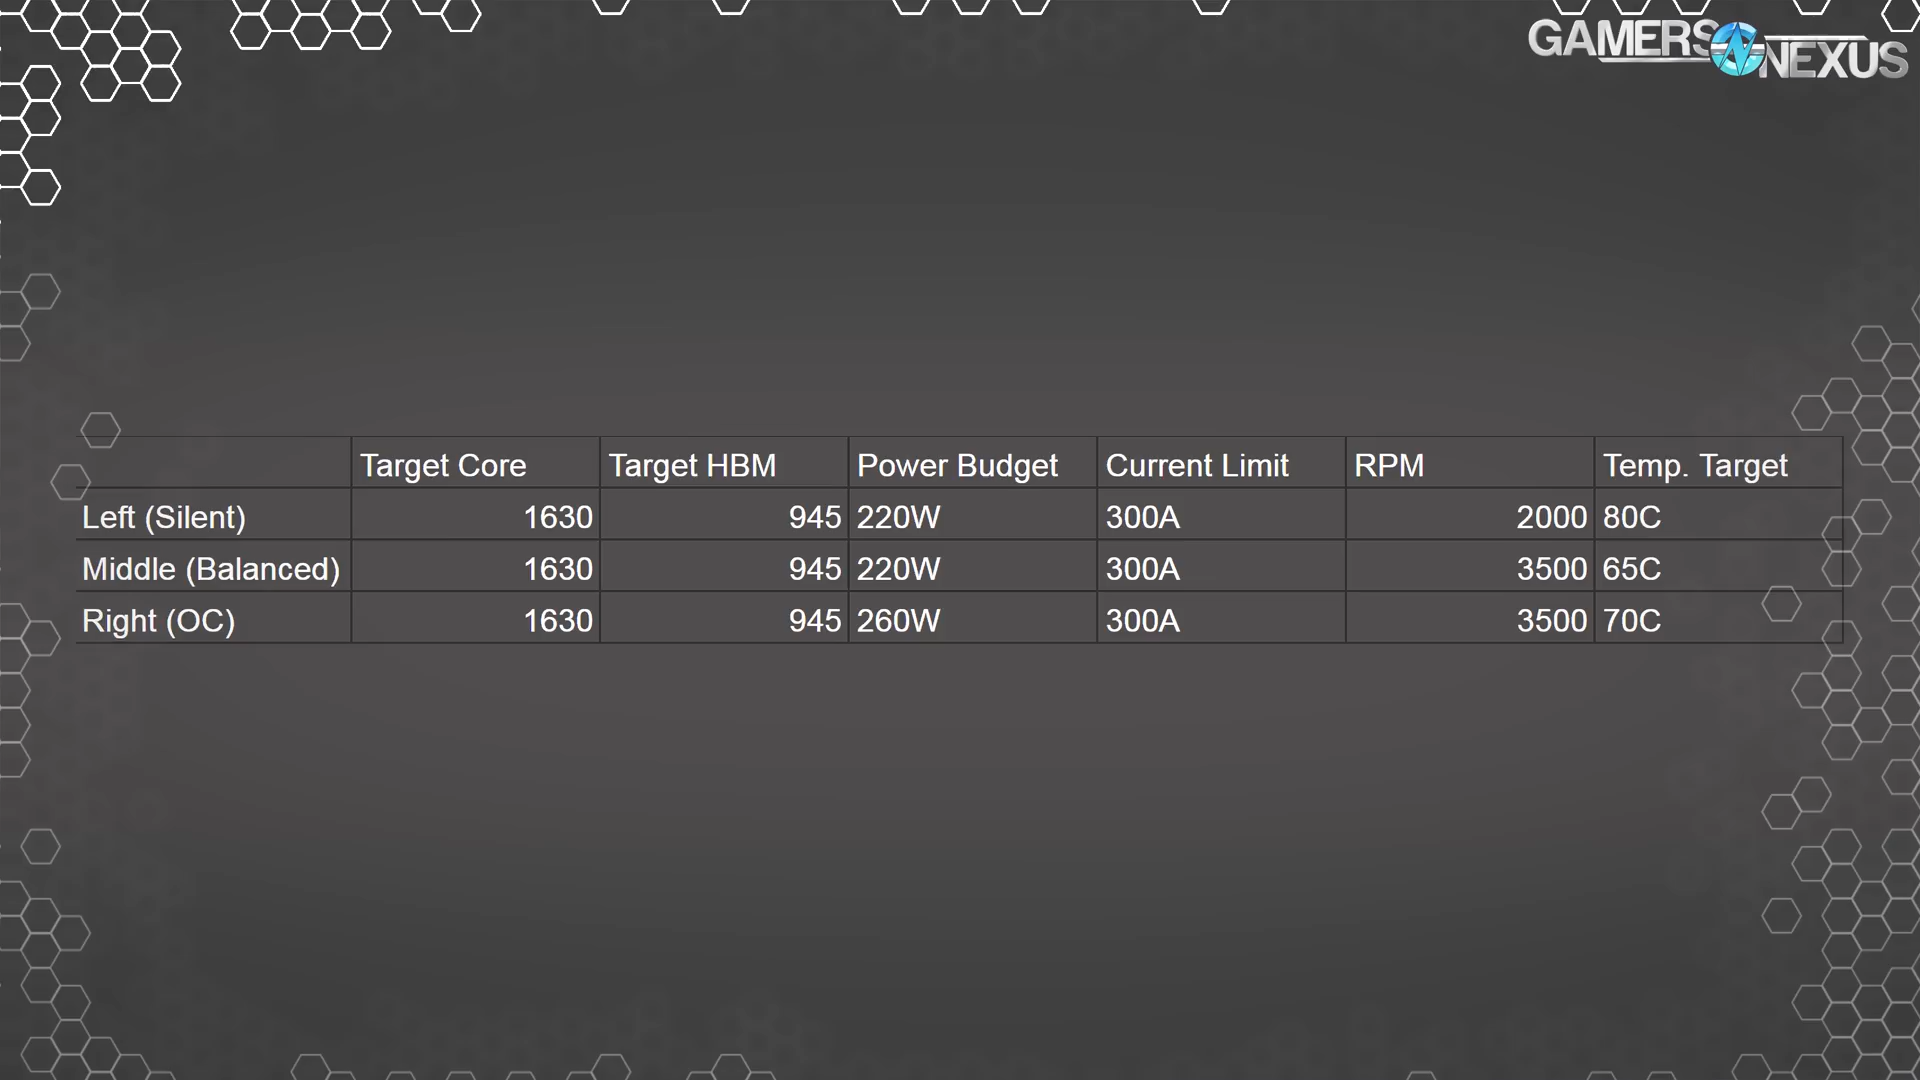 GAMERS NEXUS
Target Core Target HBM Power Budget Current Limit RPM Temp. Target
Left (Silent) 1630 945 220W 300A 2000 80C
Middle (Balanced) 1630 945 220W 300A 3500 65C
Right (OC) 1630 945 260W 300A 3500 70C